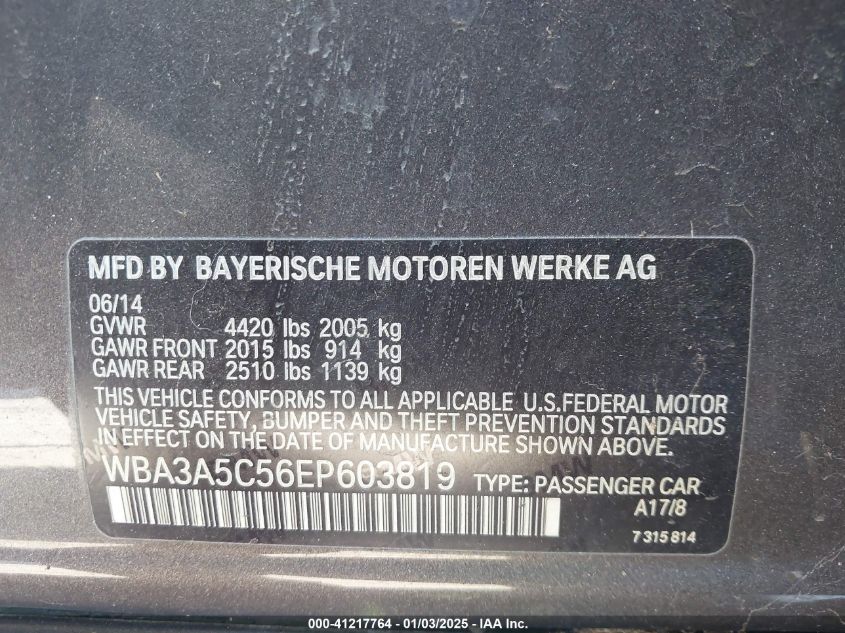 MFD BY BAYERISCHE MOTOREN WERKE AG
06/14
GVWR 4420 lbs 2005 kg
GAWR FRONT 2015 lbs 914 kg
GAWR REAR 2510 lbs 1139 kg
THIS VEHICLE CONFORMS TO ALL APPLICABLE U.S.FEDERAL MOTOR
VEHICLE SAFETY, BUMPER AND THEFT PREVENTION STANDARDS
IN EFFECT ON THE DATE OF MANUFACTURE SHOWN ABOVE.
WBA3A5C56EP603819 TYPE: PASSENGER CAR
A17/8
7315814
000-41217764 - 01/03/2025 - IAA Inc.